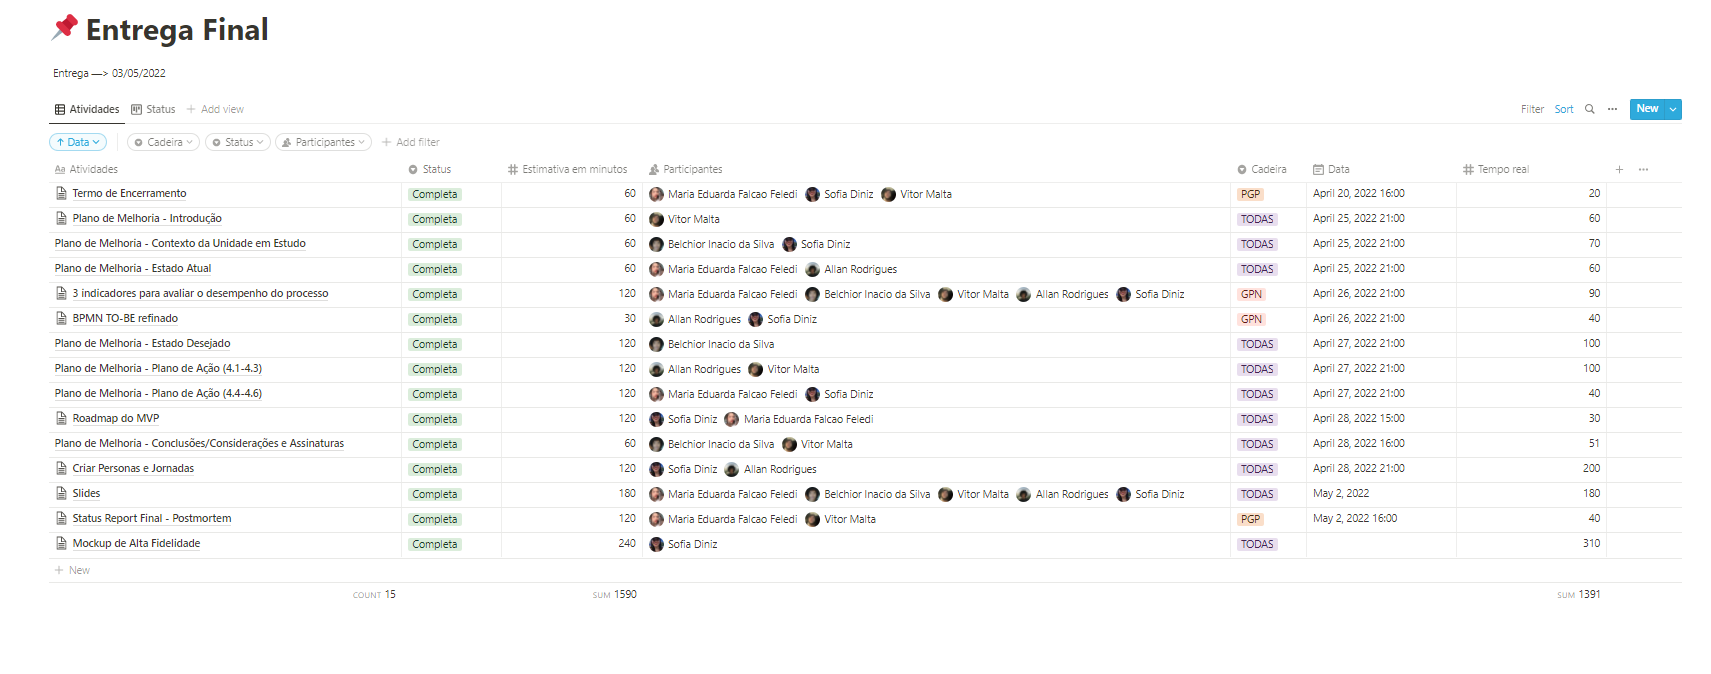 Entrega Final
Entrega —> 03/05/2022
Atividades Status + Add view Filter Sort ··· New
↑ Data Cadeira Status Participantes + Add filter
Aa Atividades Status # Estimativa em minutos Participantes Cadeira Data # Tempo real + ···
Termo de Encerramento Completa 60 Maria Eduarda Falcao Feledi Sofia Diniz Vitor Malta PGP April 20, 2022 16:00 20
Plano de Melhoria - Introdução Completa 60 Vitor Malta TODAS April 25, 2022 21:00 60
Plano de Melhoria - Contexto da Unidade em Estudo Completa 60 Belchior Inacio da Silva Sofia Diniz TODAS April 25, 2022 21:00 70
Plano de Melhoria - Estado Atual Completa 60 Maria Eduarda Falcao Feledi Allan Rodrigues TODAS April 25, 2022 21:00 60
3 indicadores para avaliar o desempenho do processo Completa 120 Maria Eduarda Falcao Feledi Belchior Inacio da Silva Vitor Malta Allan Rodrigues Sofia Diniz GPN April 26, 2022 21:00 90
BPMN TO-BE refinado Completa 30 Allan Rodrigues Sofia Diniz GPN April 26, 2022 21:00 40
Plano de Melhoria - Estado Desejado Completa 120 Belchior Inacio da Silva TODAS April 27, 2022 21:00 100
Plano de Melhoria - Plano de Ação (4.1-4.3) Completa 120 Allan Rodrigues Vitor Malta TODAS April 27, 2022 21:00 100
Plano de Melhoria - Plano de Ação (4.4-4.6) Completa 120 Maria Eduarda Falcao Feledi Sofia Diniz TODAS April 27, 2022 21:00 40
Roadmap do MVP Completa 120 Sofia Diniz Maria Eduarda Falcao Feledi TODAS April 28, 2022 15:00 30
Plano de Melhoria - Conclusões/Considerações e Assinaturas Completa 60 Belchior Inacio da Silva Vitor Malta TODAS April 28, 2022 16:00 51
Criar Personas e Jornadas Completa 120 Sofia Diniz Allan Rodrigues TODAS April 28, 2022 21:00 200
Slides Completa 180 Maria Eduarda Falcao Feledi Belchior Inacio da Silva Vitor Malta Allan Rodrigues Sofia Diniz TODAS May 2, 2022 180
Status Report Final - Postmortem Completa 120 Maria Eduarda Falcao Feledi Vitor Malta PGP May 2, 2022 16:00 40
Mockup de Alta Fidelidade Completa 240 Sofia Diniz TODAS 310
+ New
COUNT 15 SUM 1590 SUM 1391